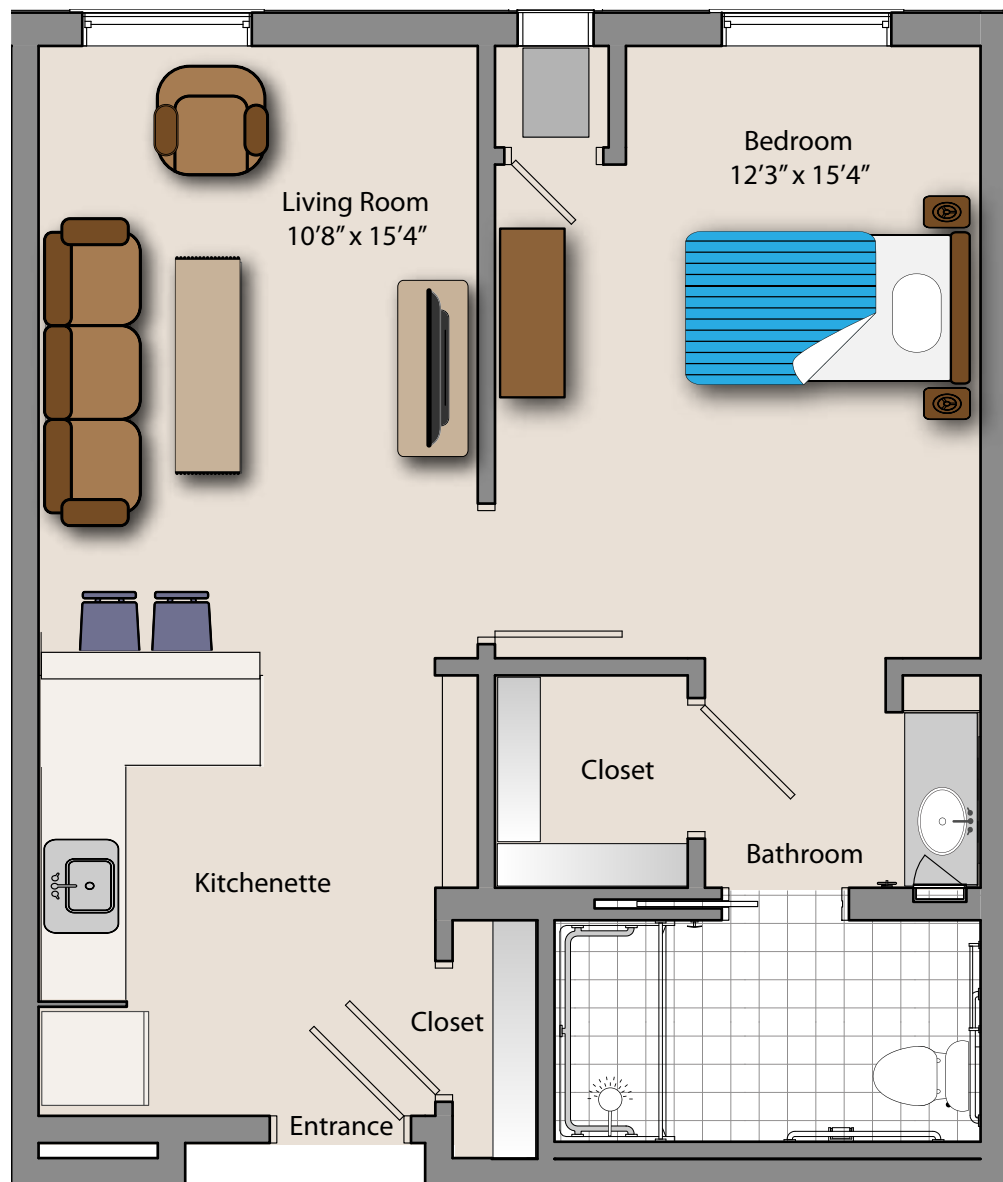 Bedroom
12’3” x 15’4”
Living Room
10’8” x 15’4”
Closet
Bathroom
Kitchenette
Closet
Entrance